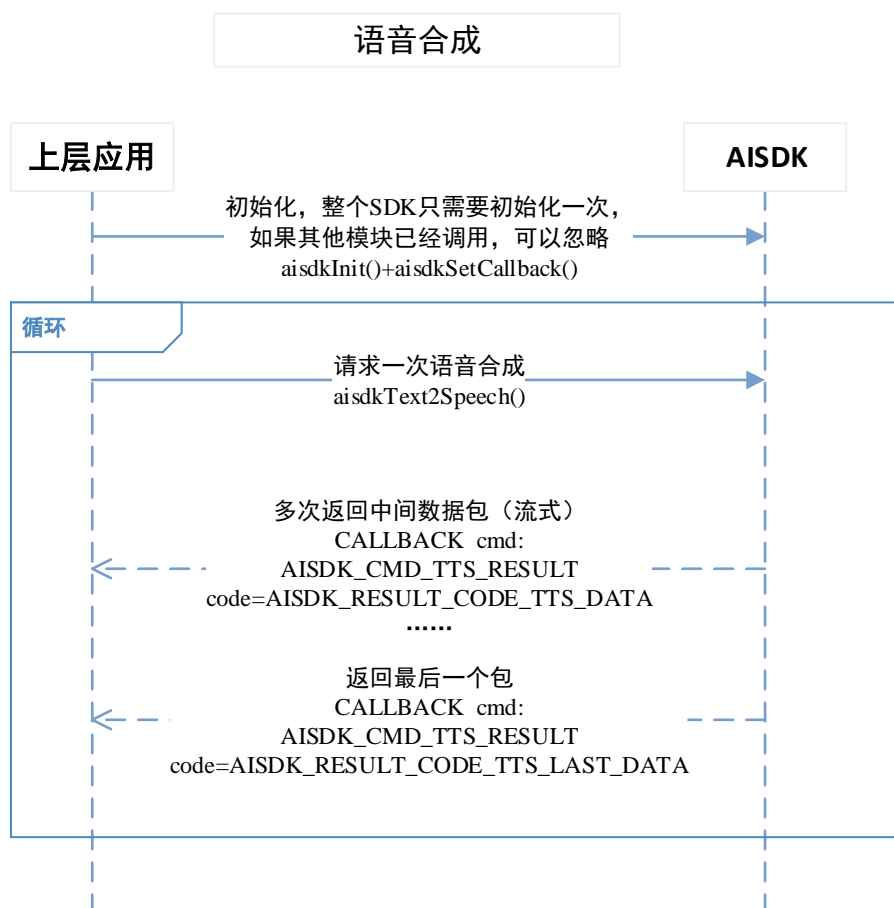 语音合成
上层应用
AISDK
初始化，整个SDK只需要初始化一次，
如果其他模块已经调用，可以忽略
aisdkInit()+aisdkSetCallback()
循环
请求一次语音合成
aisdkText2Speech()
多次返回中间数据包（流式）
CALLBACK cmd:
AISDK_CMD_TTS_RESULT
code=AISDK_RESULT_CODE_TTS_DATA
......
返回最后一个包
CALLBACK cmd:
AISDK_CMD_TTS_RESULT
code=AISDK_RESULT_CODE_TTS_LAST_DATA